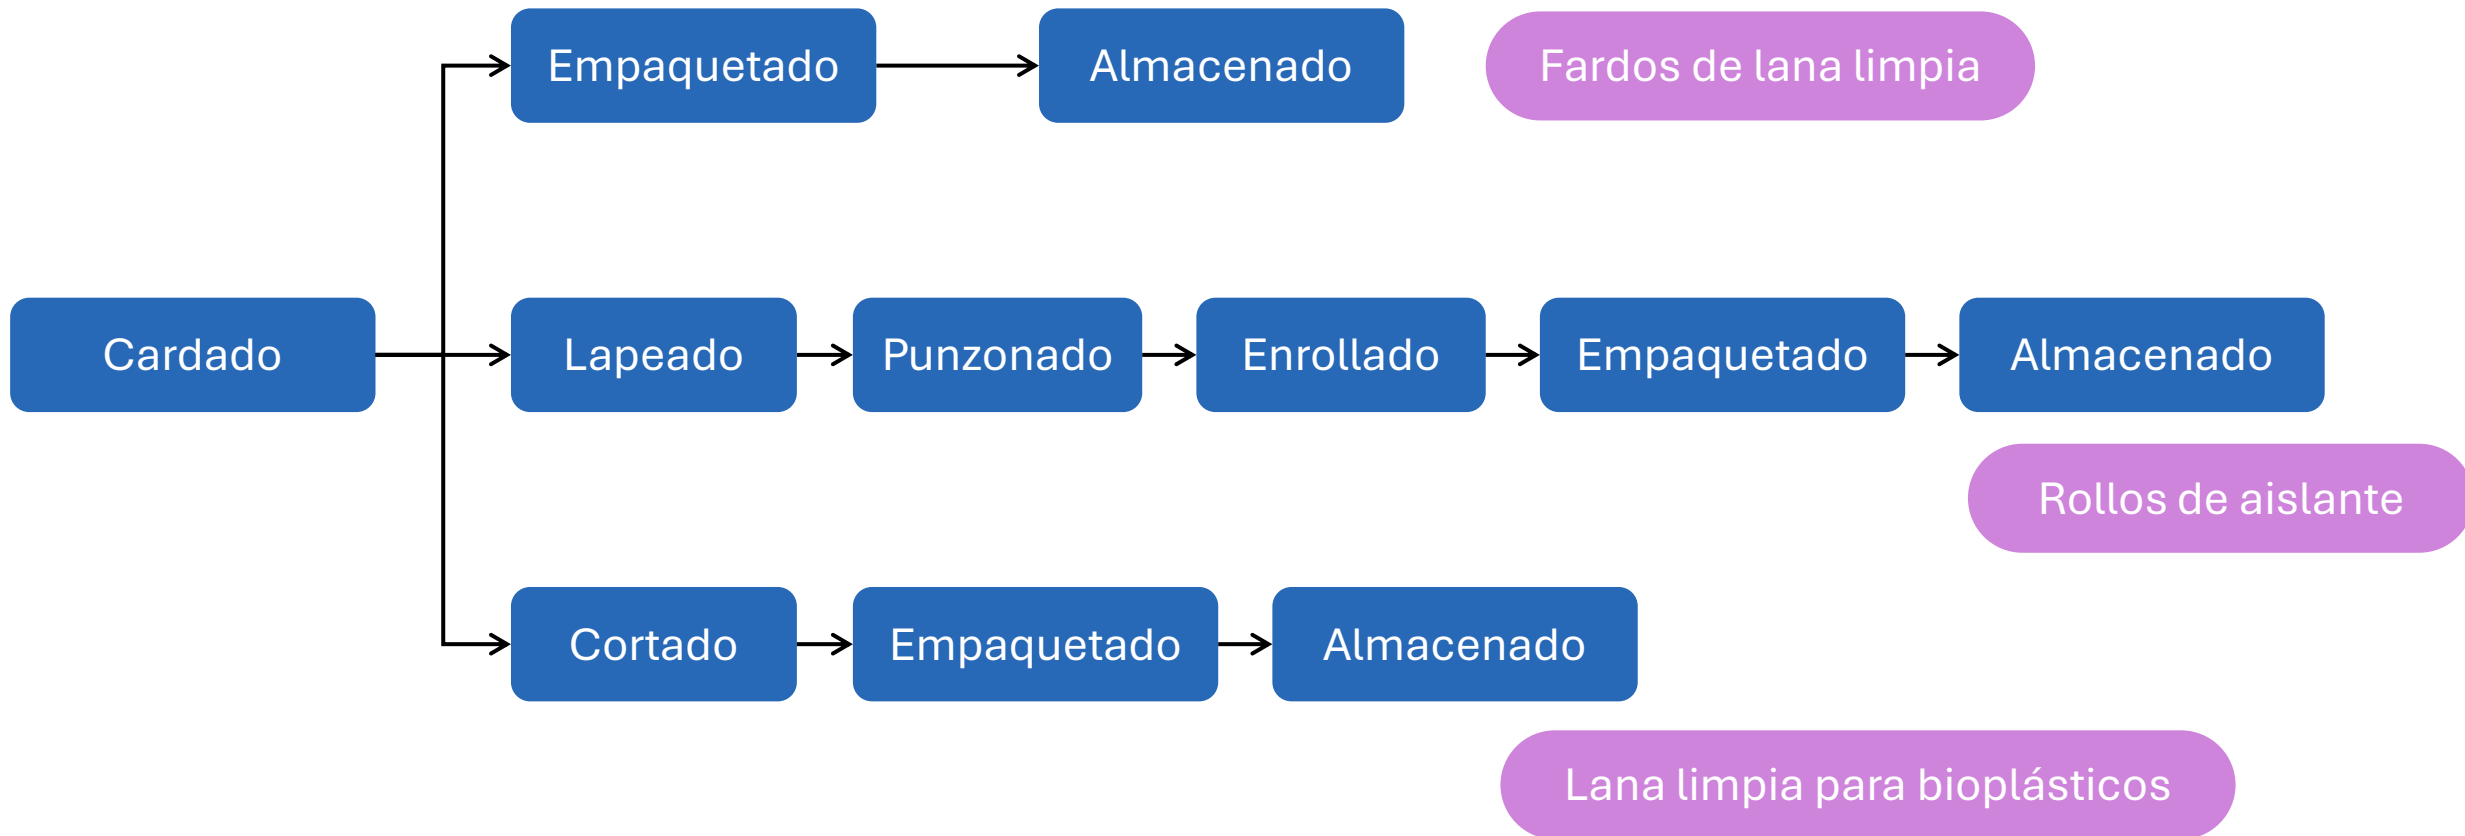 Empaquetado
Almacenado
Fardos de lana limpia
Cardado
Lapeado
Punzonado
Enrollado
Empaquetado
Almacenado
Rollos de aislante
Cortado
Empaquetado
Almacenado
Lana limpia para bioplásticos